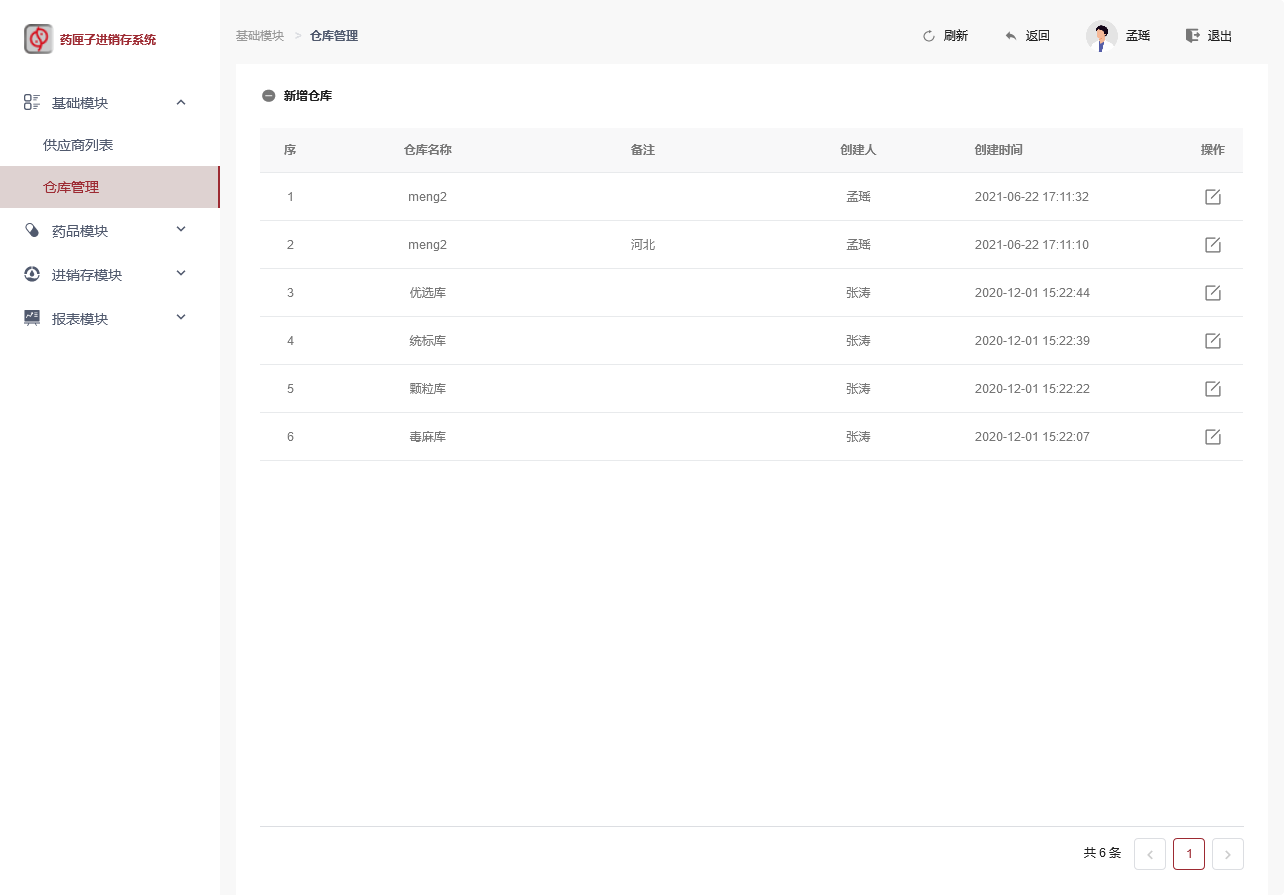 药匣子进销存系统
基础模块 > 仓库管理
刷新 返回 孟瑶 退出
基础模块
供应商列表
仓库管理
药品模块
进销存模块
报表模块
新增仓库
序 仓库名称 备注 创建人 创建时间 操作
1 meng2 孟瑶 2021-06-22 17:11:32
2 meng2 河北 孟瑶 2021-06-22 17:11:10
3 优选库 张涛 2020-12-01 15:22:44
4 统标库 张涛 2020-12-01 15:22:39
5 颗粒库 张涛 2020-12-01 15:22:22
6 毒麻库 张涛 2020-12-01 15:22:07
共 6 条 < 1 >